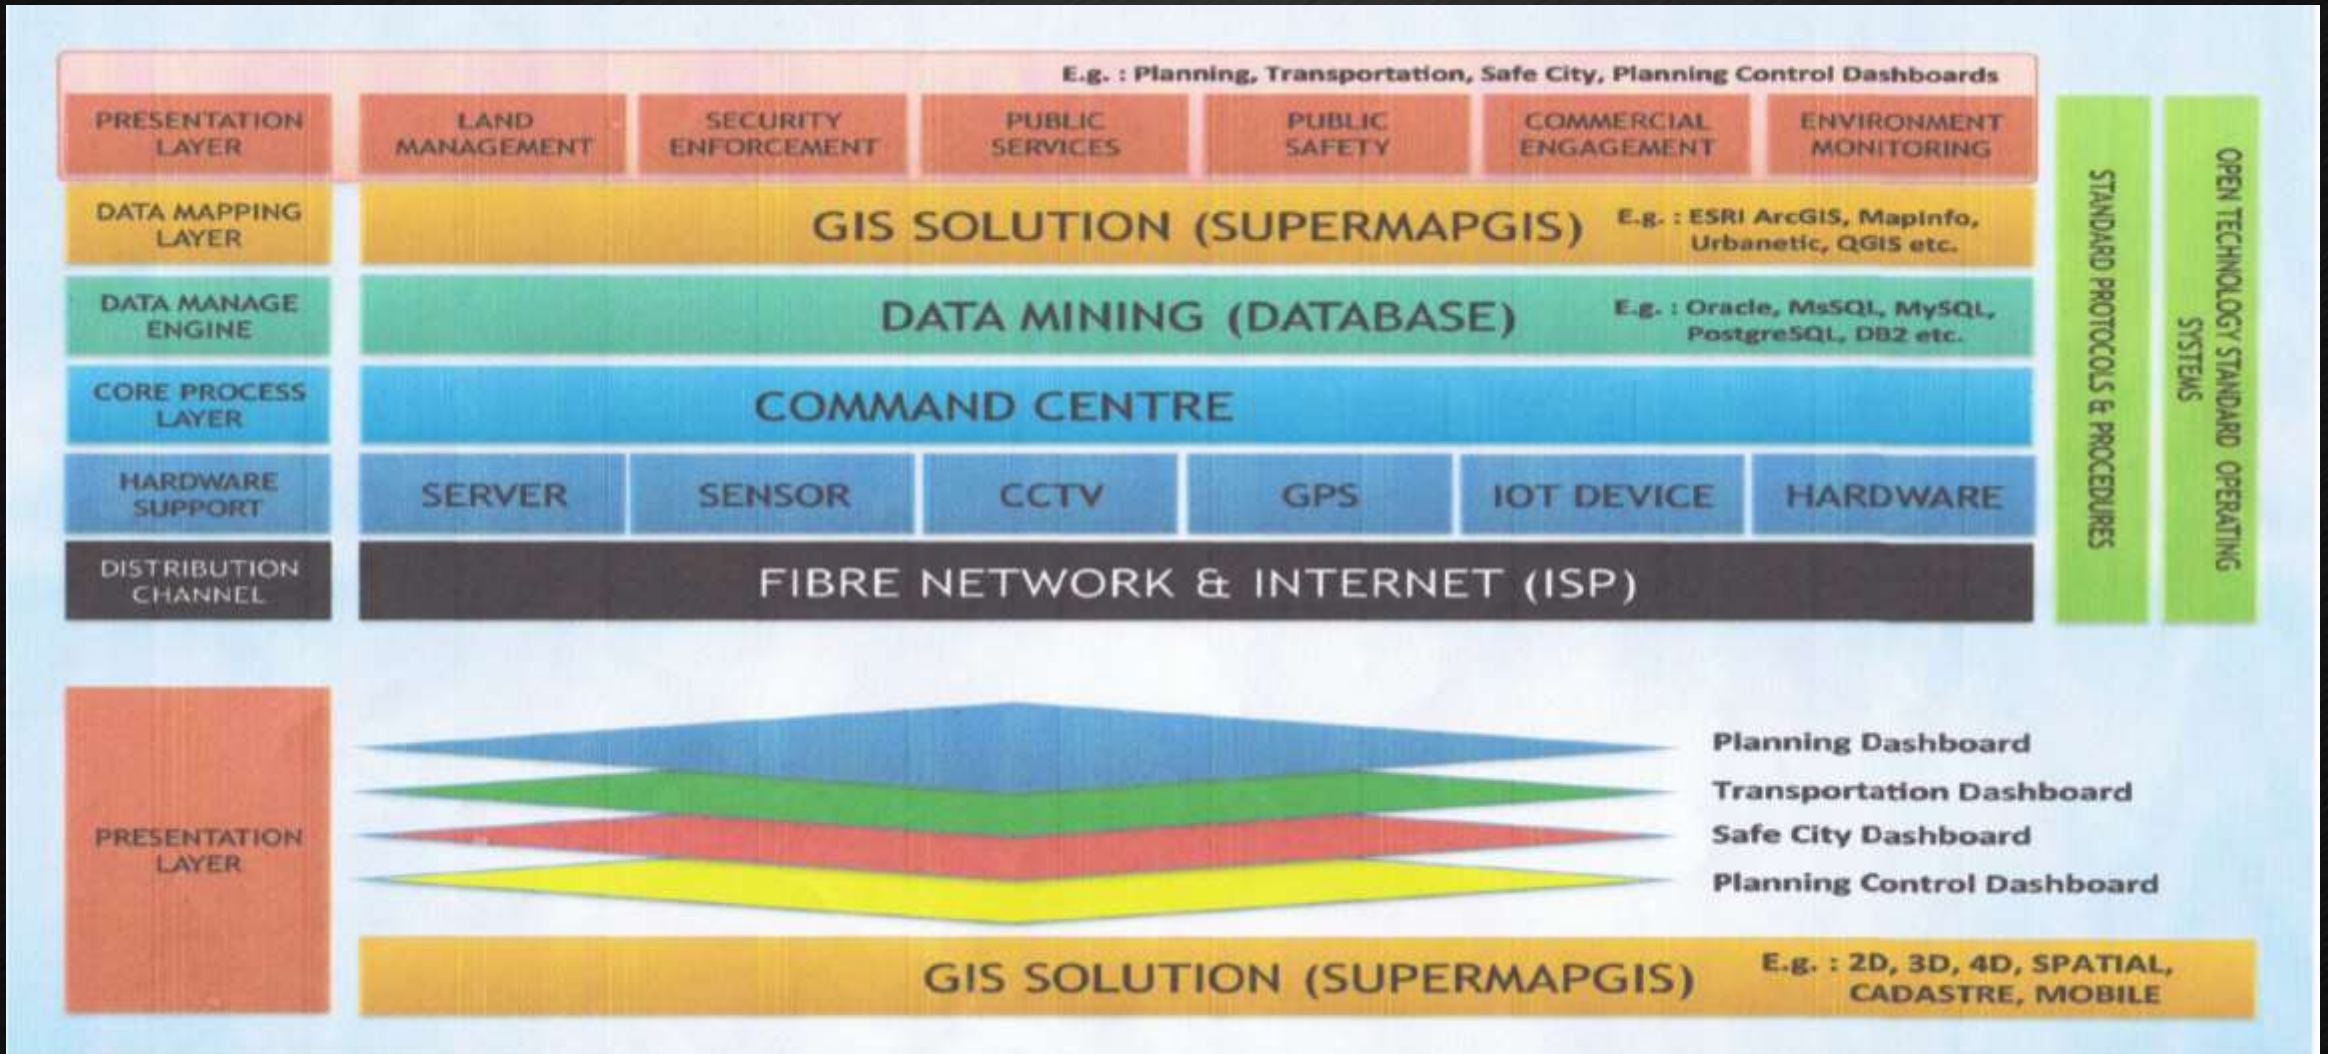 E.g. : Planning, Transportation, Safe City, Planning Control Dashboards
PRESENTATION
LAYER
LAND
MANAGEMENT
SECURITY
ENFORCEMENT
PUBLIC
SERVICES
PUBLIC
SAFETY
COMMERCIAL
ENGAGEMENT
ENVIRONMENT
MONITORING
DATA MAPPING
LAYER
GIS SOLUTION (SUPERMAPGIS)
E.g. : ESRI ArcGIS, MapInfo,
Urbanetic, QGIS etc.
DATA MANAGE
ENGINE
DATA MINING (DATABASE)
E.g. : Oracle, MsSQL, MySQL,
PostgreSQL, DB2 etc.
CORE PROCESS
LAYER
COMMAND CENTRE
HARDWARE
SUPPORT
SERVER
SENSOR
CCTV
GPS
IOT DEVICE
HARDWARE
DISTRIBUTION
CHANNEL
FIBRE NETWORK & INTERNET (ISP)
STANDARD PROTOCOLS & PROCEDURES
OPEN TECHNOLOGY STANDARD OPERATING
SYSTEMS
PRESENTATION
LAYER
Planning Dashboard
Transportation Dashboard
Safe City Dashboard
Planning Control Dashboard
GIS SOLUTION (SUPERMAPGIS)
E.g. : 2D, 3D, 4D, SPATIAL,
CADASTRE, MOBILE